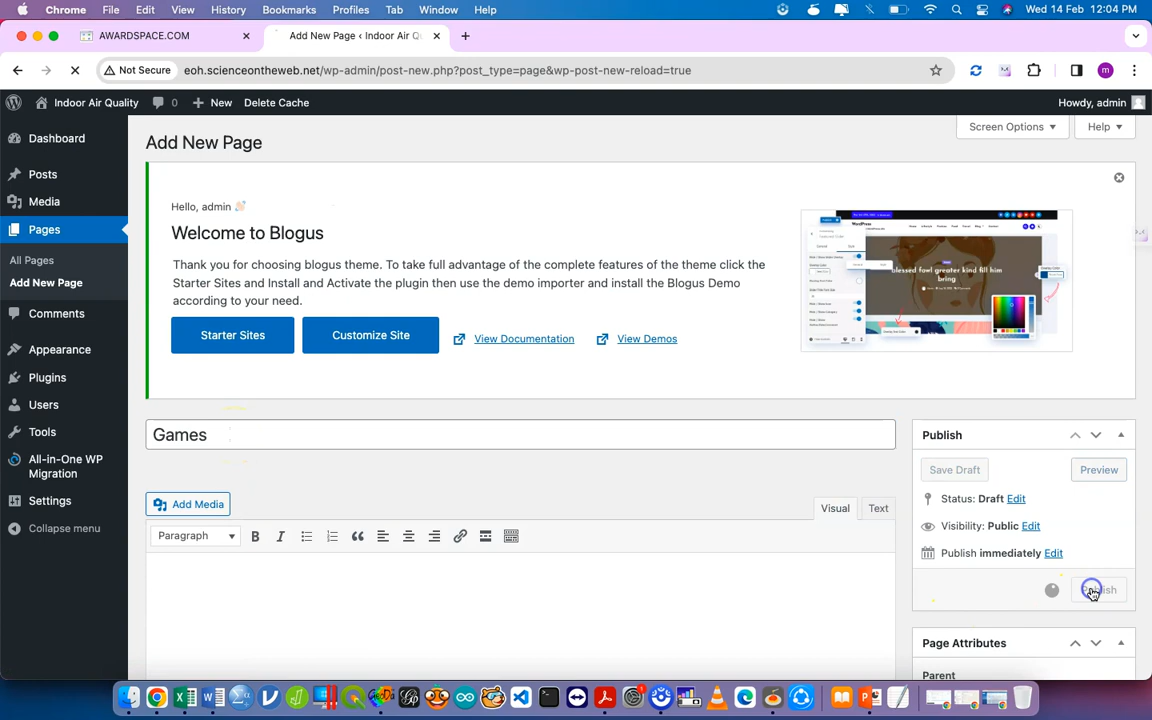 Chrome File Edit View History Bookmarks Profiles Tab Window Help Wed 14 Feb 12:04 PM
AWARDSPACE.COM Add New Page ‹ Indoor Air Q
Not Secure eoh.scienceontheweb.net/wp-admin/post-new.php?post_type=page&wp-post-new-reload=true m
Indoor Air Quality 0 New Delete Cache Howdy, admin
Dashboard
Posts
Media
Pages
All Pages
Add New Page
Comments
Appearance
Plugins
Users
Tools
All-in-One WP
Migration
Settings
Collapse menu
Screen Options Help
Add New Page
Hello, admin
Welcome to Blogus
Thank you for choosing blogus theme. To take full advantage of the complete features of the theme click the
Starter Sites and Install and Activate the plugin then use the demo importer and install the Blogus Demo
according to your need.
Starter Sites Customize Site View Documentation View Demos
blessed fowl greater kind fill him
bring
Games
Add Media
Visual Text
Paragraph B I
Publish
Save Draft Preview
Status: Draft Edit
Visibility: Public Edit
Publish immediately Edit
Publish
Page Attributes
Parent